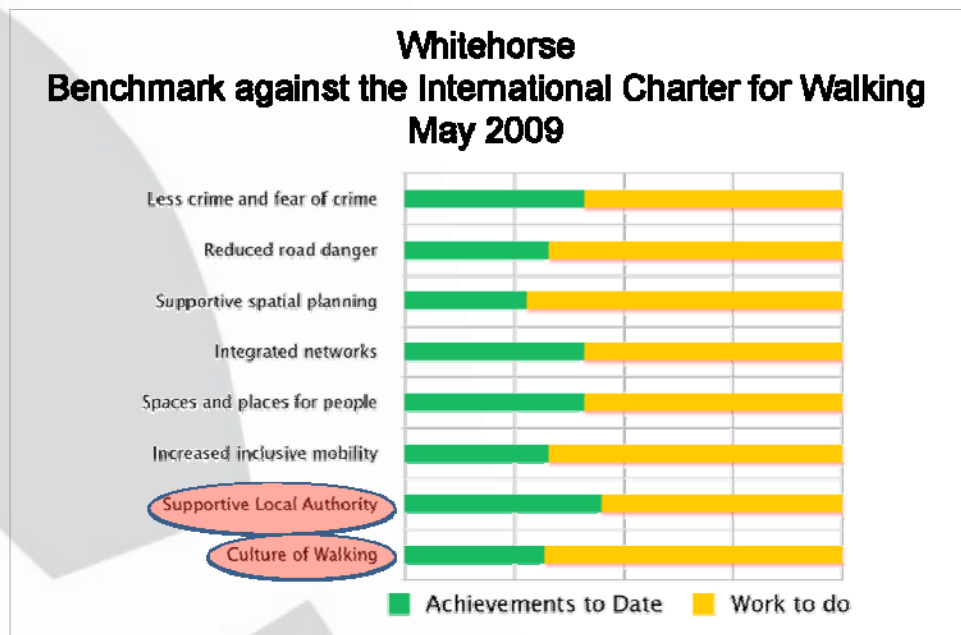 Whitehorse
Benchmark against the International Charter for Walking
May 2009
Less crime and fear of crime
Reduced road danger
Supportive spatial planning
Integrated networks
Spaces and places for people
Increased inclusive mobility
Supportive Local Authority
Culture of Walking
Achievements to Date Work to do